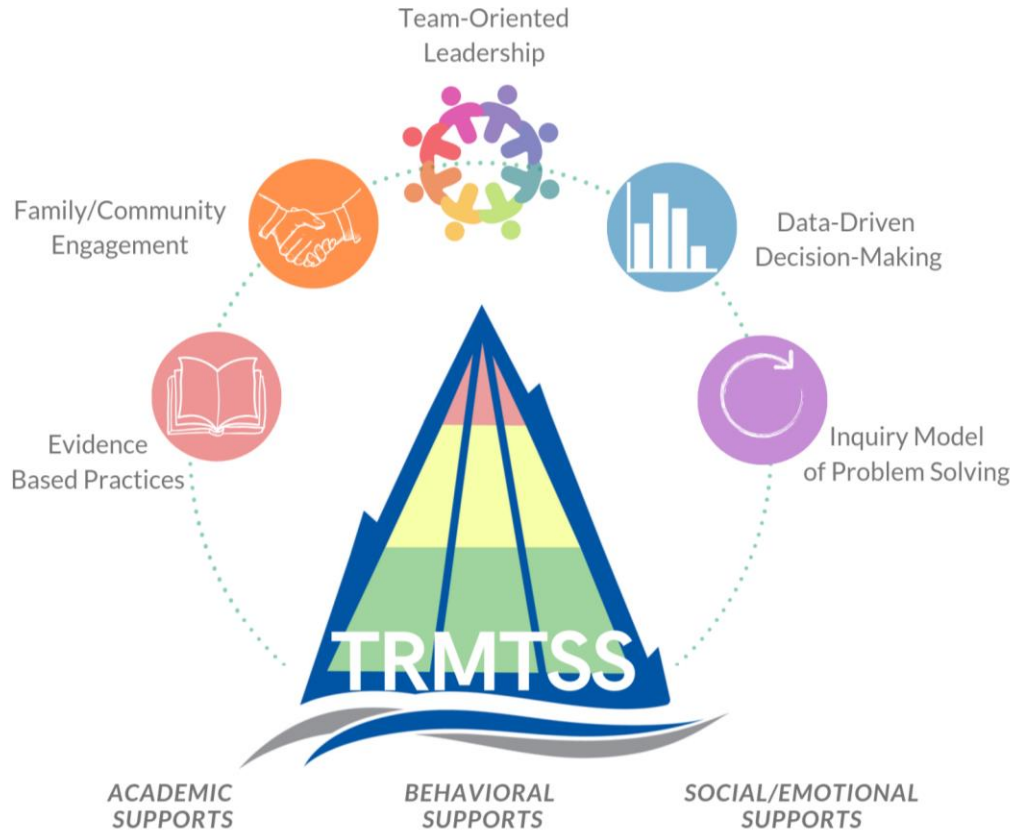 Team-Oriented
Leadership
Family/Community
Engagement
Data-Driven
Decision-Making
Evidence
Based Practices
Inquiry Model
of Problem Solving
TRMTSS
ACADEMIC
SUPPORTS
BEHAVIORAL
SUPPORTS
SOCIAL/EMOTIONAL
SUPPORTS